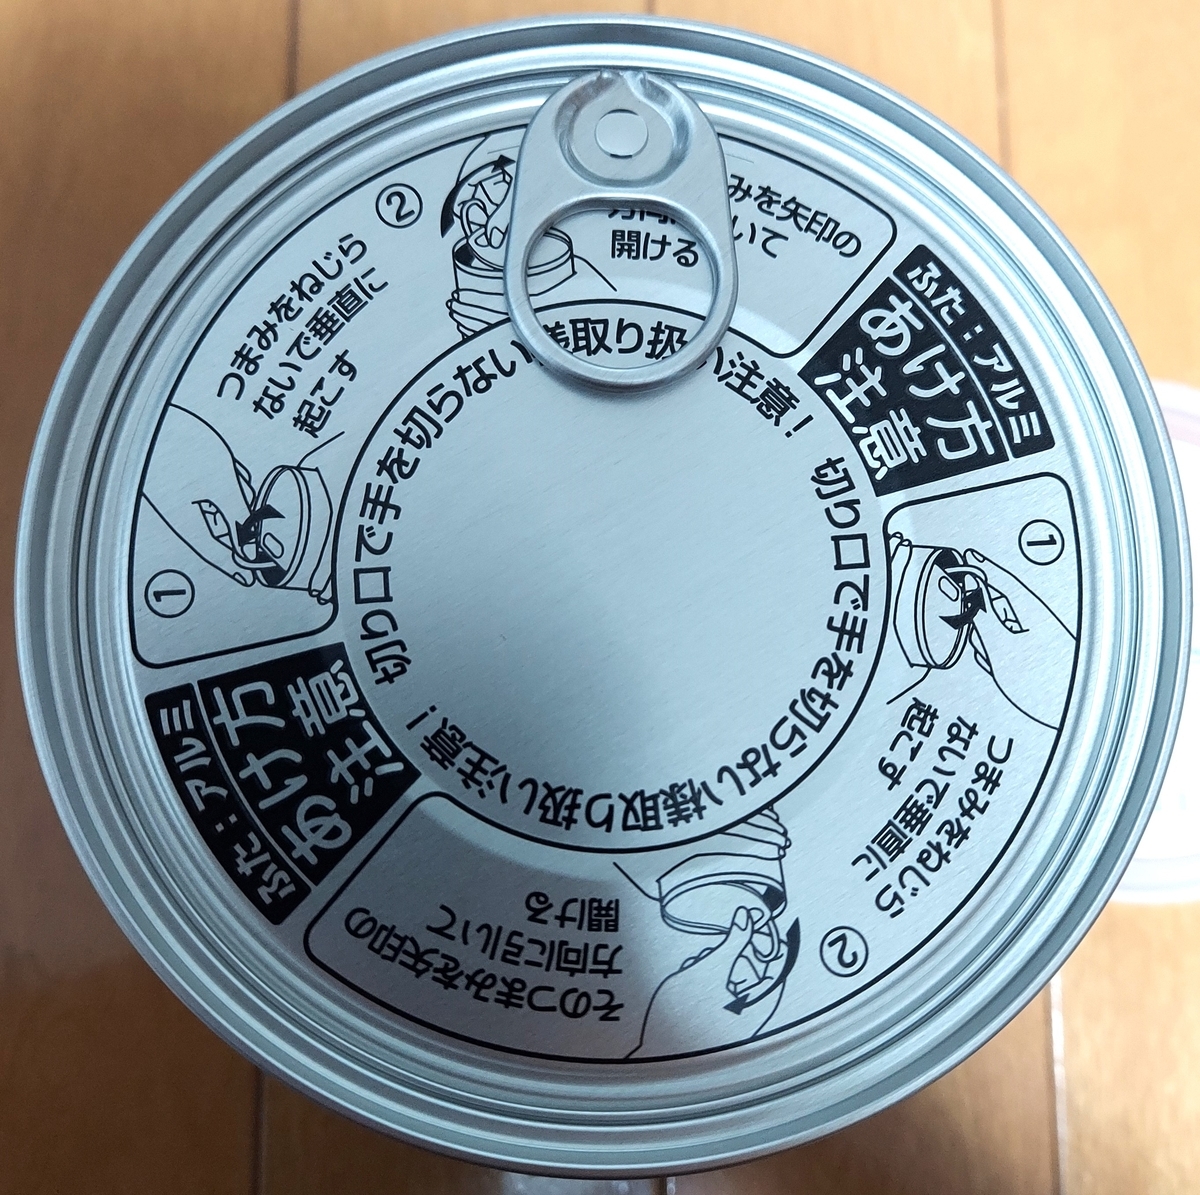 ふた：アルミ
あけ方
注意
①
つまみをねじら
ないで垂直に
起こす
②
みを矢印の
いて
開ける
切り口で手を切らない様取り扱い注意！
ふた：アルミ
あけ方
注意
①
つまみをねじら
ないで垂直に
起こす
②
そのつまみを矢印の
方向に引いて
開ける
切り口で手を切らない様取り扱い注意！